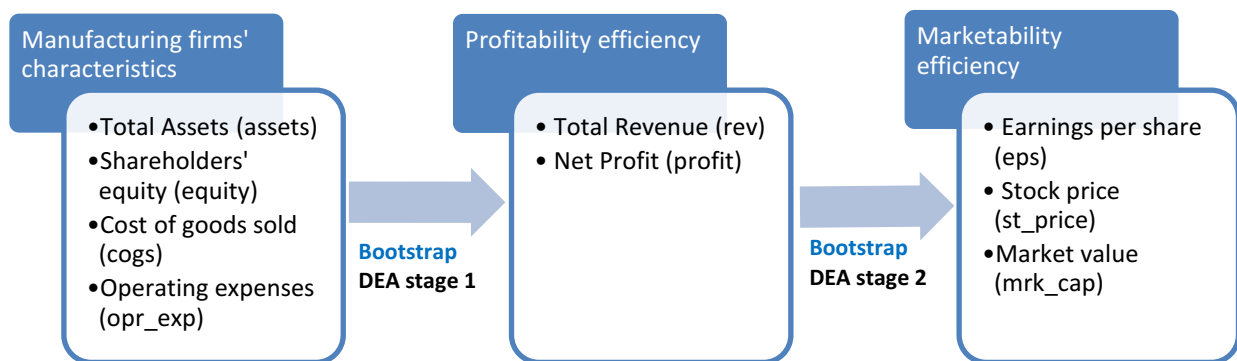 Manufacturing firms'
characteristics
•Total Assets (assets)
•Shareholders'
equity (equity)
•Cost of goods sold
(cogs)
•Operating expenses
(opr_exp)
Bootstrap
DEA stage 1
Profitability efficiency
• Total Revenue (rev)
• Net Profit (profit)
Bootstrap
DEA stage 2
Marketability
efficiency
•Earnings per share
(eps)
•Stock price
(st_price)
•Market value
(mrk_cap)